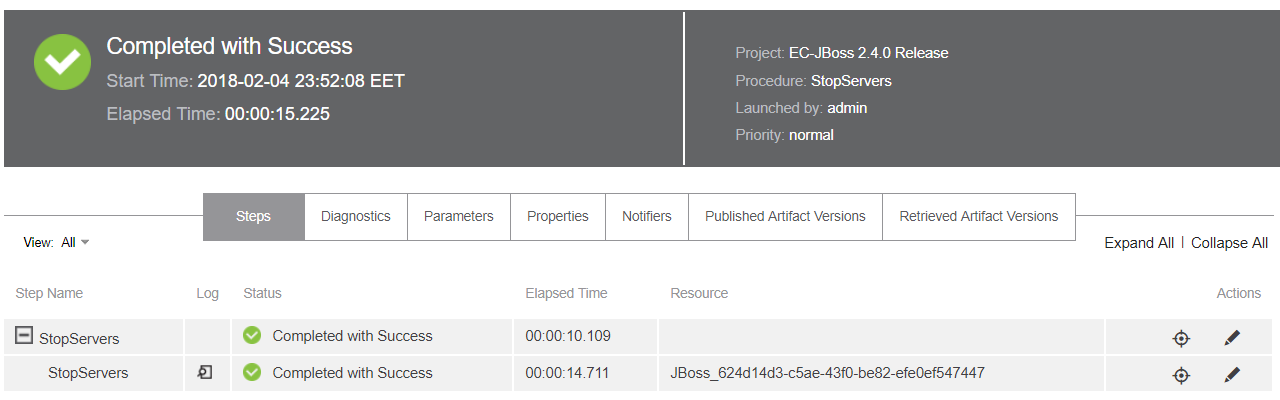 Completed with Success
Start Time: 2018-02-04 23:52:08 EET
Elapsed Time: 00:00:15.225
Project: EC-JBoss 2.4.0 Release
Procedure: StopServers
Launched by: admin
Priority: normal
Steps Diagnostics Parameters Properties Notifiers Published Artifact Versions Retrieved Artifact Versions
View: All Expand All | Collapse All
Step Name Log Status Elapsed Time Resource Actions
StopServers Completed with Success 00:00:10.109
StopServers Completed with Success 00:00:14.711 JBoss_624d14d3-c5ae-43f0-be82-efe0ef547447